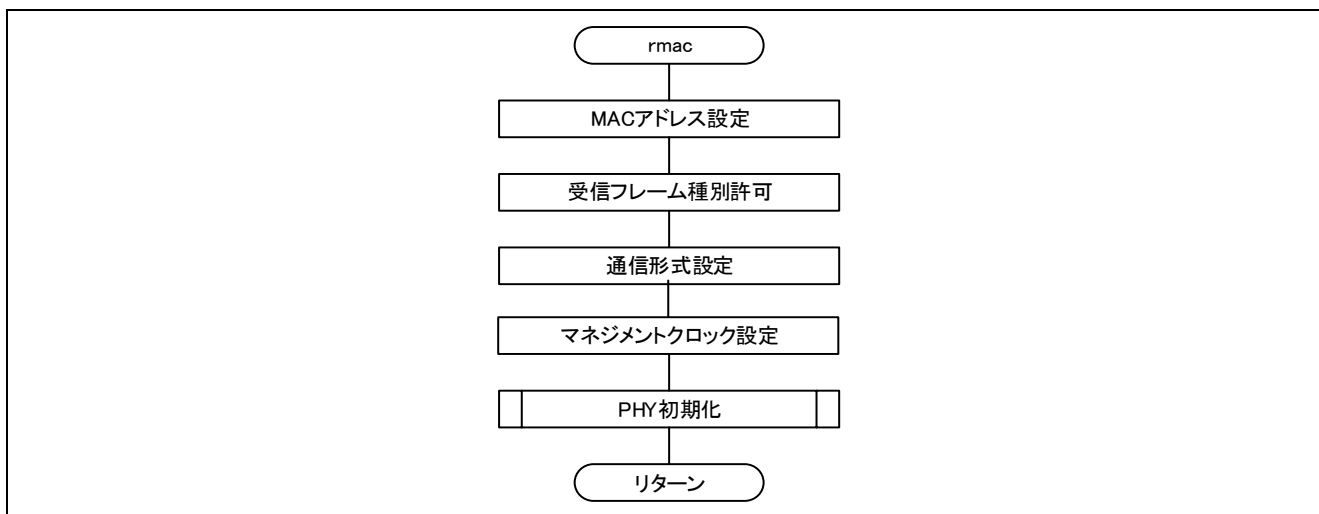 rmac
MACアドレス設定
受信フレーム種別許可
通信形式設定
マネジメントクロック設定
PHY初期化
リターン